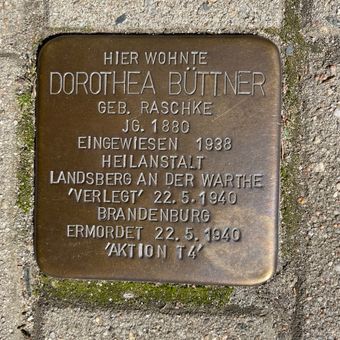 HIER WOHNTE
DOROTHEA BÜTTNER
GEB. RASCHKE
JG. 1880
EINGEWIESEN 1938
HEILANSTALT
LANDSBERG AN DER WARTHE
'VERLEGT' 22.5.1940
BRANDENBURG
ERMORDET 22.5.1940
'AKTION T4'